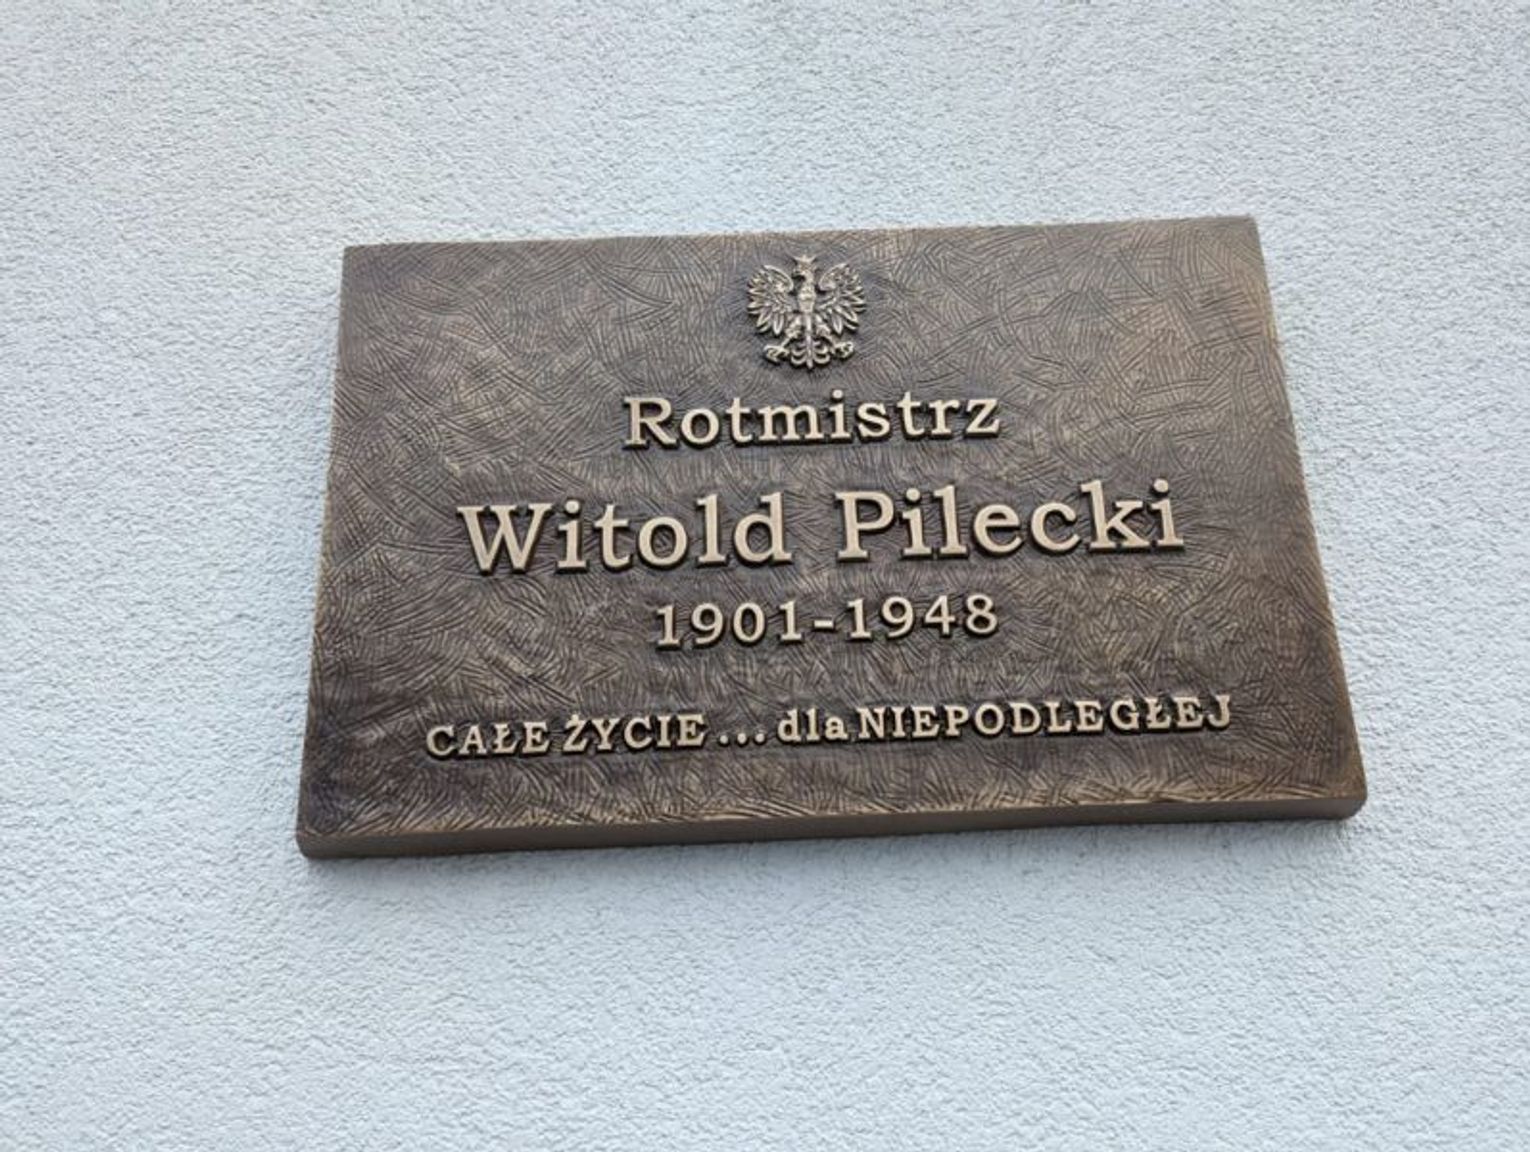 Rotmistrz
Witold Pilecki
1901-1948
CAŁE ŻYCIE ... dla NIEPODLEGŁEJ